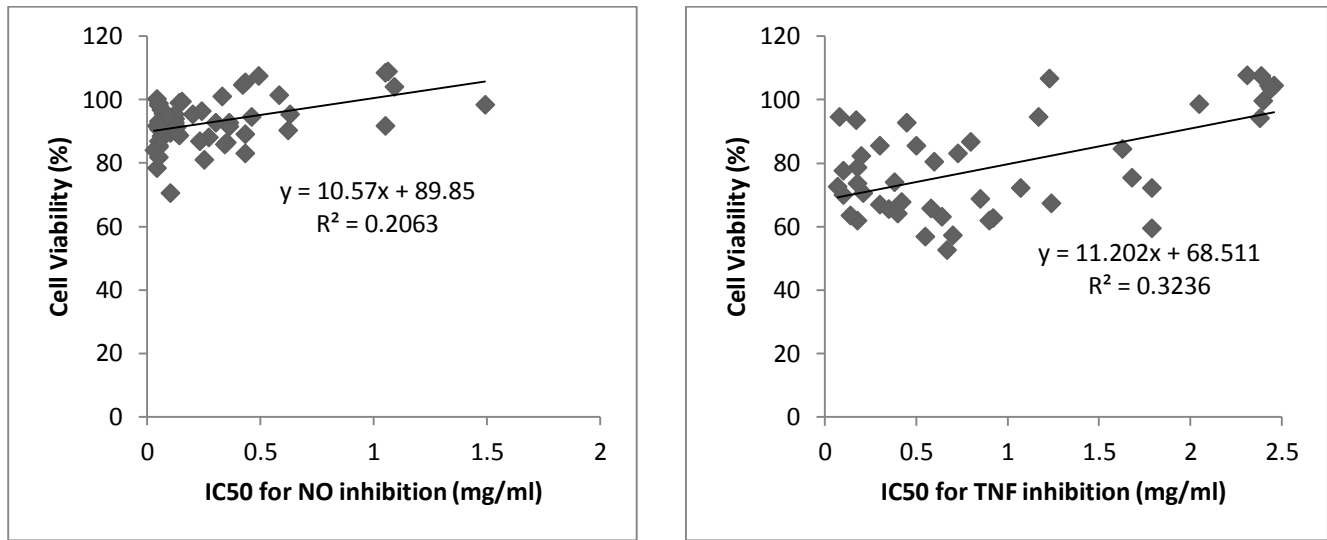 120
100
80
60
40
20
0
Cell Viability (%)
y = 10.57x + 89.85
R² = 0.2063
0 0.5 1 1.5 2
IC50 for NO inhibition (mg/ml)
120
100
80
60
40
20
0
Cell Viability (%)
y = 11.202x + 68.511
R² = 0.3236
0 0.5 1 1.5 2 2.5
IC50 for TNF inhibition (mg/ml)